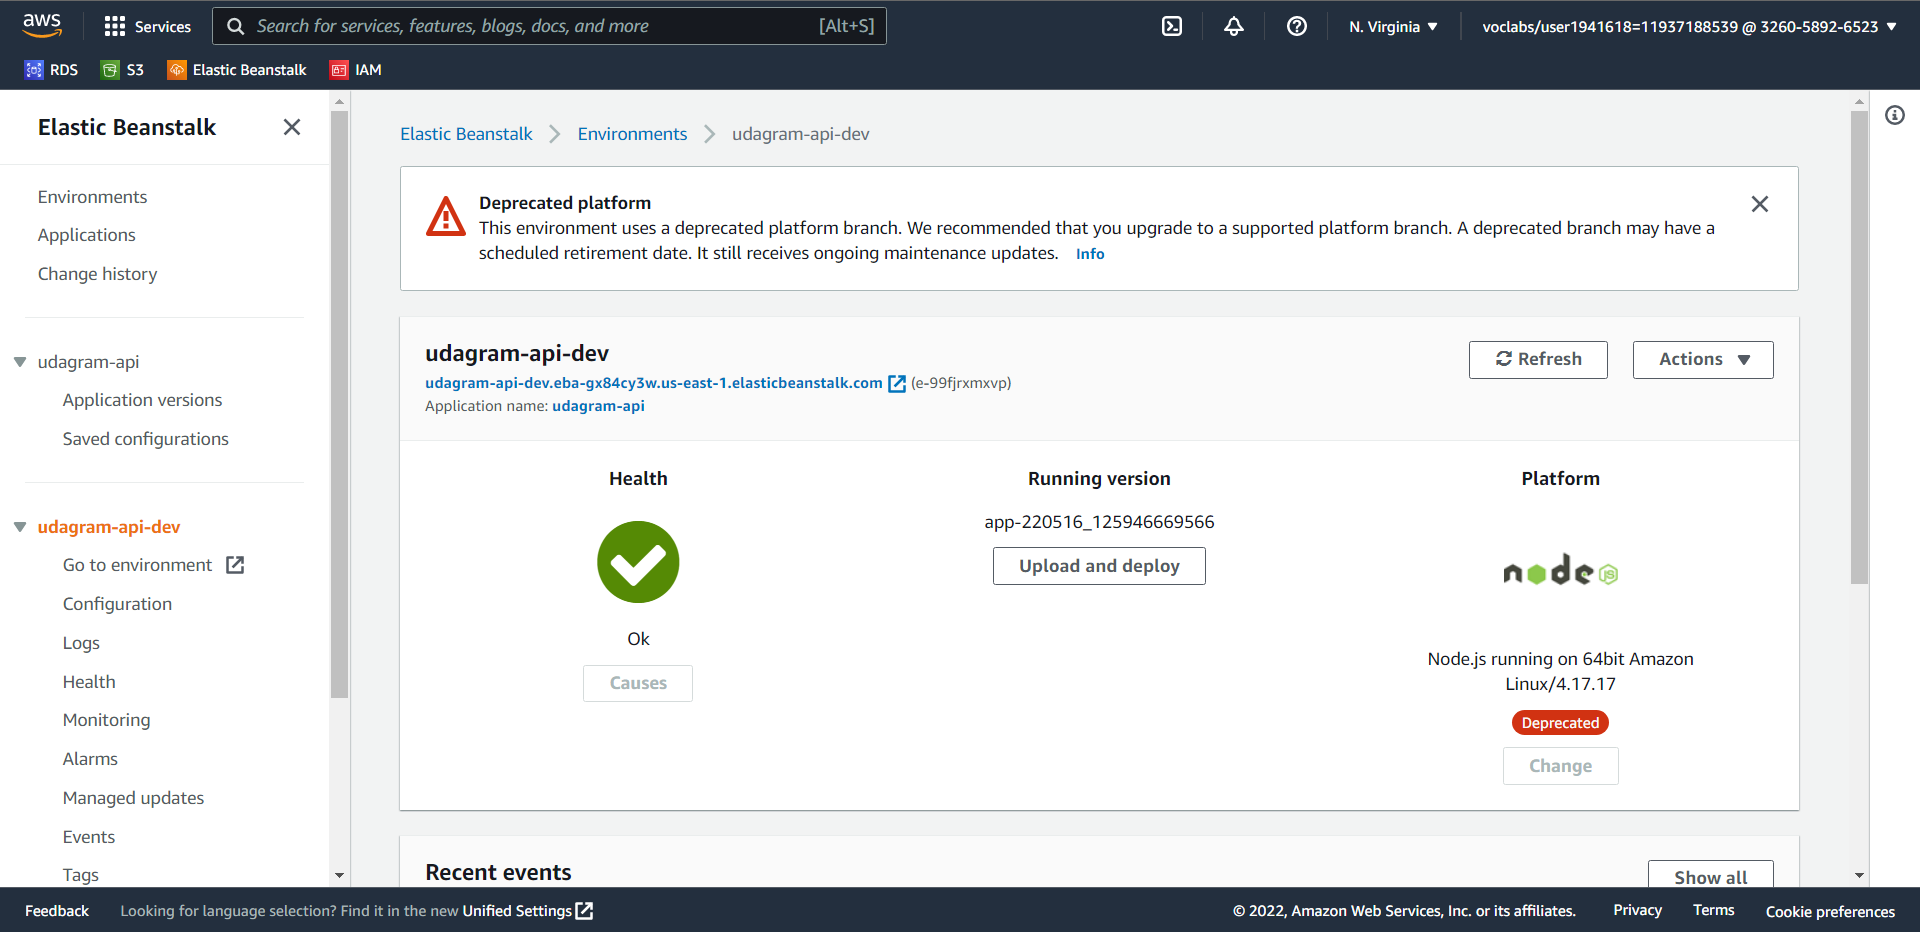 aws
Services
Search for services, features, blogs, docs, and more
[Alt+S]
N. Virginia
voclabs/user1941618=11937188539 @ 3260-5892-6523
RDS
S3
Elastic Beanstalk
IAM
Elastic Beanstalk
Environments
Applications
Change history
udagram-api
Application versions
Saved configurations
udagram-api-dev
Go to environment
Configuration
Logs
Health
Monitoring
Alarms
Managed updates
Events
Tags
Elastic Beanstalk
Environments
udagram-api-dev
Deprecated platform
This environment uses a deprecated platform branch. We recommended that you upgrade to a supported platform branch. A deprecated branch may have a
scheduled retirement date. It still receives ongoing maintenance updates. Info
udagram-api-dev
udagram-api-dev.eba-gx84cy3w.us-east-1.elasticbeanstalk.com (e-99fjrxmxvp)
Application name: udagram-api
Refresh
Actions
Health
Ok
Causes
Running version
app-220516_125946669566
Upload and deploy
Platform
node JS
Node.js running on 64bit Amazon
Linux/4.17.17
Deprecated
Change
Recent events
Show all
Feedback
Looking for language selection? Find it in the new Unified Settings
© 2022, Amazon Web Services, Inc. or its affiliates.
Privacy
Terms
Cookie preferences